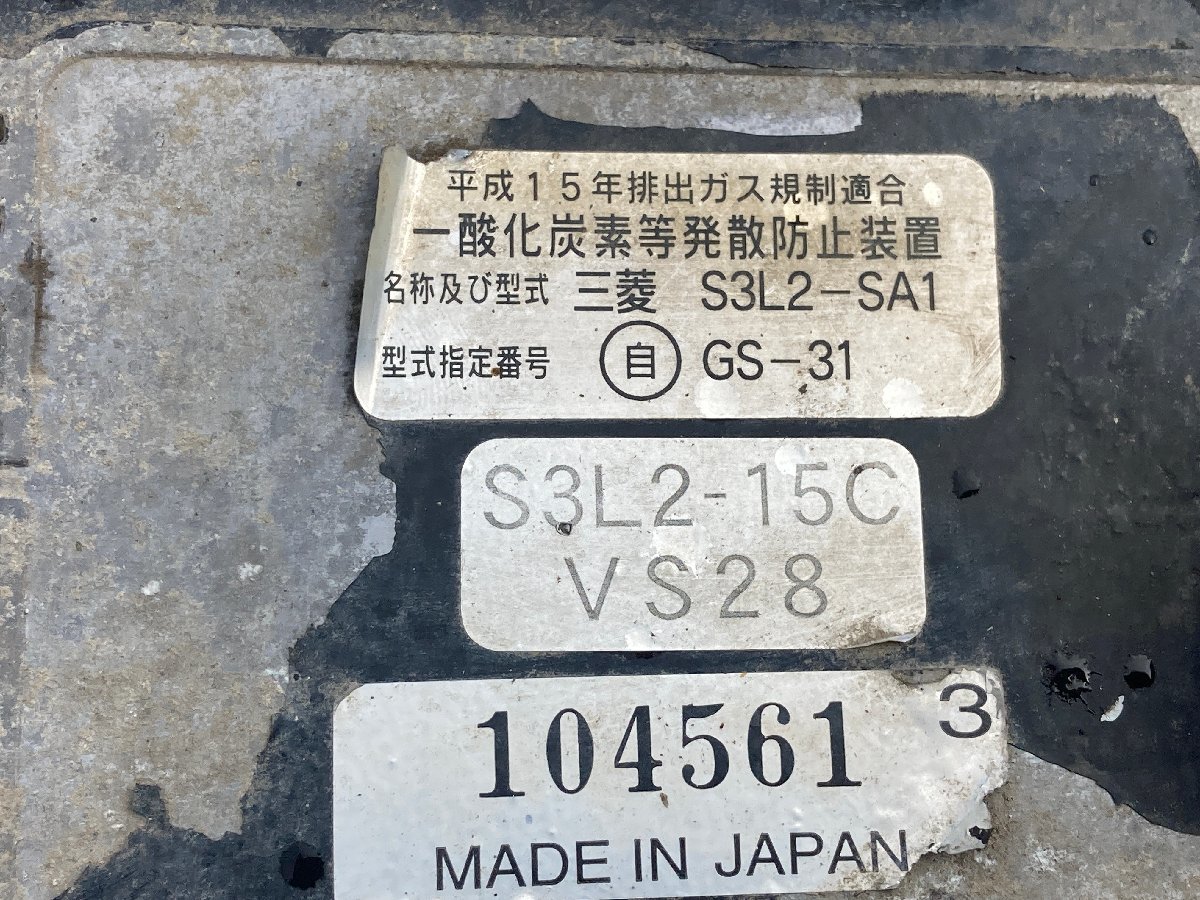 平成15年排出ガス規制適合
一酸化炭素等発散防止装置
名称及び型式 三菱 S3L2-SA1
型式指定番号 自 GS-31
S3L2-15C
VS28
104561 3
MADE IN JAPAN